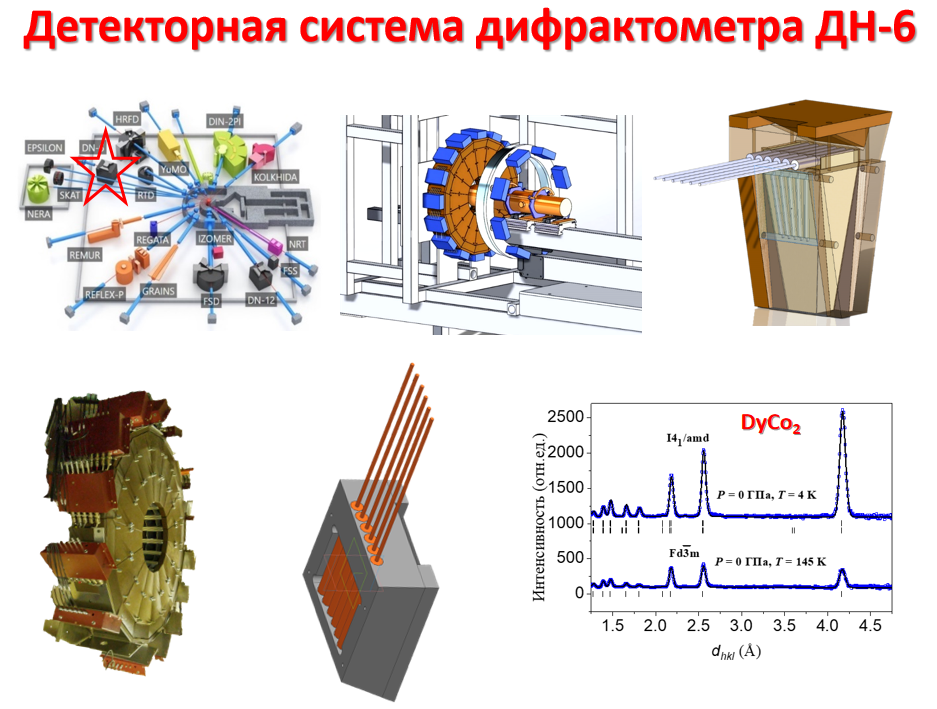 Детекторная система дифрактометра ДН-6
HRFD
DIN-2PI
EPSILON
DN-
YuMO
KOLKHIDA
SKAT
RTD
NERA
REGATA
IZOMER
NRT
REMUR
FSS
REFLEX-P
GRAINS
FSD
DN-12
DyCo2
I41/amd
P = 0 ГПа, T = 4 K
Fd3̅m
P = 0 ГПа, T = 145 K
Интенсивность (отн.ед.)
2500
2000
1500
1000
500
0
1.5 2.0 2.5 3.0 3.5 4.0 4.5
dhkl (Å)